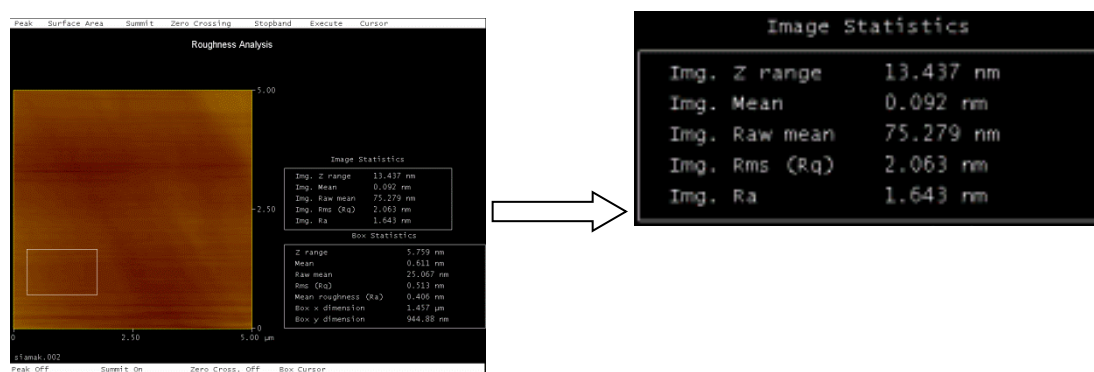 Peak Surface Area Summit Zero Crossing Stopband Execute Cursor
Roughness Analysis
5.00
2.50
0
0 2.50 5.00 µm
Image Statistics
Img. Z range 13.437 nm
Img. Mean 0.092 nm
Img. Raw mean 75.279 nm
Img. Rms (Rq) 2.063 nm
Img. Ra 1.643 nm
Box Statistics
Z range 5.759 nm
Mean 0.611 nm
Raw mean 25.067 nm
Rms (Rq) 0.513 nm
Mean roughness (Ra) 0.406 nm
Box x dimension 1.457 µm
Box y dimension 944.88 nm
siamak.002
Peak Off Summit On Zero Cross. Off Box Cursor
Image Statistics
Img. Z range 13.437 nm
Img. Mean 0.092 nm
Img. Raw mean 75.279 nm
Img. Rms (Rq) 2.063 nm
Img. Ra 1.643 nm